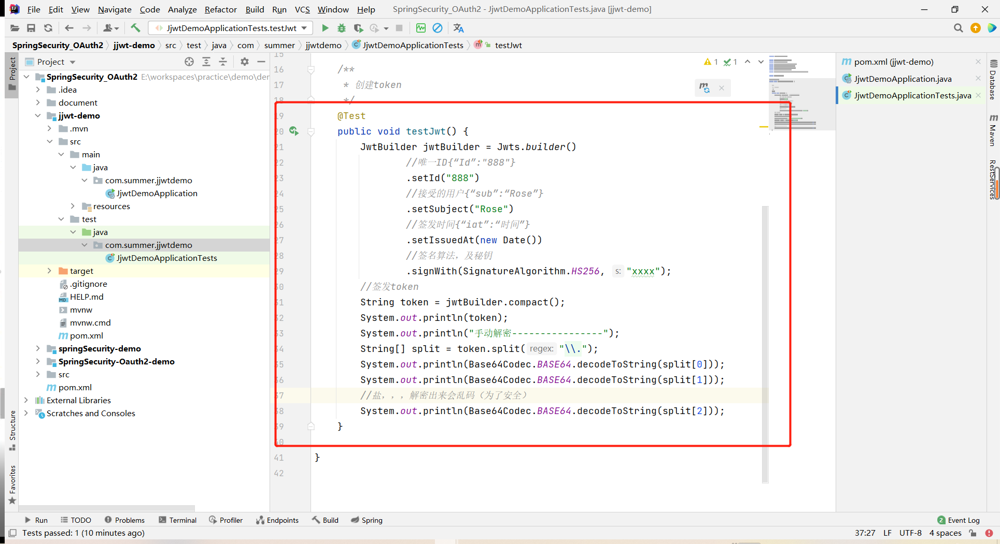 File Edit View Navigate Code Analyze Refactor Build Run VCS Window Help SpringSecurity_OAuth2 - JjwtDemoApplicationTests.java [jjwt-demo]
JjwtDemoApplicationTests.testJwt
SpringSecurity_OAuth2 jjwt-demo src test java com summer jjwtdemo JjwtDemoApplicationTests testJwt
Project
Project
SpringSecurity_OAuth2 E:\workspaces\practice\demo\der
.idea
document
jjwt-demo
.mvn
src
main
java
com.summer.jjwtdemo
JjwtDemoApplication
resources
test
java
com.summer.jjwtdemo
JjwtDemoApplicationTests
target
.gitignore
HELP.md
mvnw
mvnw.cmd
pom.xml
springSecurity-demo
SpringSecurity-Oauth2-demo
src
pom.xml
External Libraries
Scratches and Consoles
Structure
Favorites
15
16 /**
17 * 创建token
18 */
19 @Test
20 public void testJwt() {
21 JwtBuilder jwtBuilder = Jwts.builder()
22 //唯一ID{“Id”:"888"}
23 .setId("888")
24 //接受的用户{“sub”:“Rose”}
25 .setSubject("Rose")
26 //签发时间{“iat”:“时间”}
27 .setIssuedAt(new Date())
28 //签名算法，及秘钥
29 .signWith(SignatureAlgorithm.HS256, s: "xxxx");
30 //签发token
31 String token = jwtBuilder.compact();
32 System.out.println(token);
33 System.out.println("手动解密----------------");
34 String[] split = token.split( regex: "\\.");
35 System.out.println(Base64Codec.BASE64.decodeToString(split[0]));
36 System.out.println(Base64Codec.BASE64.decodeToString(split[1]));
37 //盐，，，解密出来会乱码（为了安全）
38 System.out.println(Base64Codec.BASE64.decodeToString(split[2]));
39 }
40
41 }
42
1 1
pom.xml (jjwt-demo)
JjwtDemoApplication.java
JjwtDemoApplicationTests.java
Database
Maven
RestServices
Run TODO Problems Terminal Profiler Endpoints Build Spring 2 Event Log
Tests passed: 1 (10 minutes ago) 37:27 LF UTF-8 4 spaces